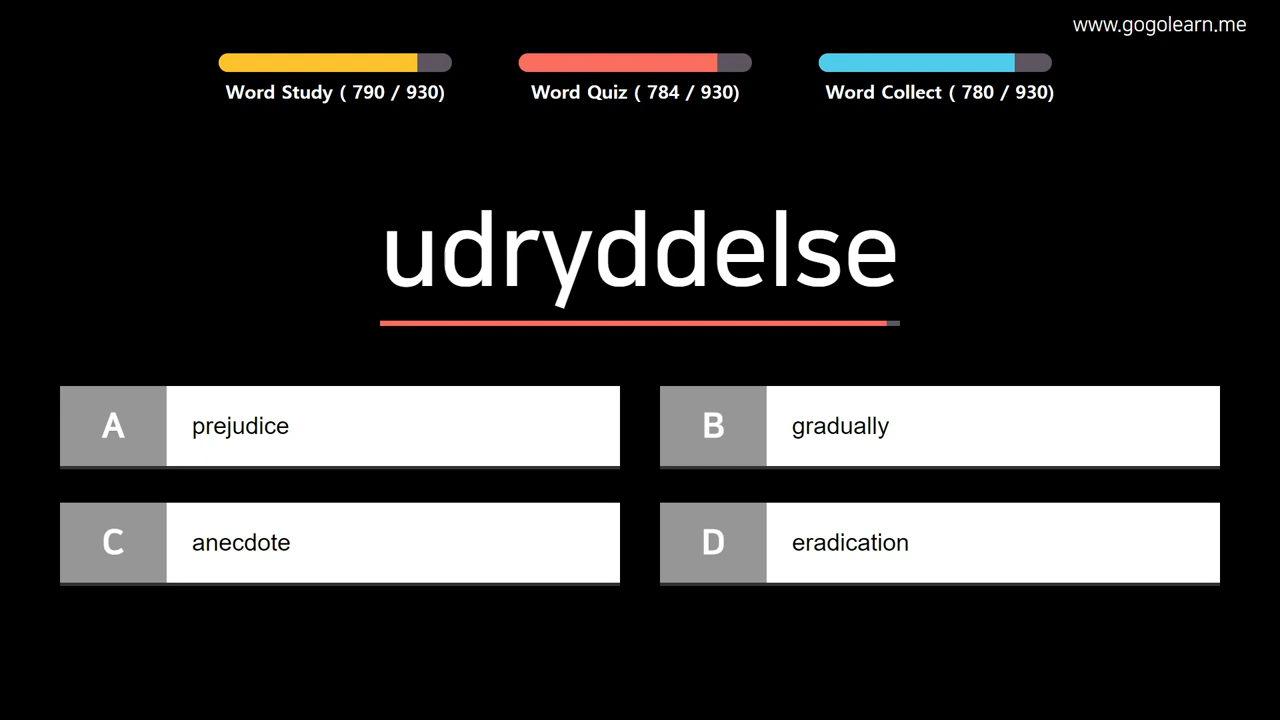 www.gogolearn.me
Word Study ( 790 / 930)
Word Quiz ( 784 / 930)
Word Collect ( 780 / 930)
udryddelse
A prejudice
B gradually
C anecdote
D eradication